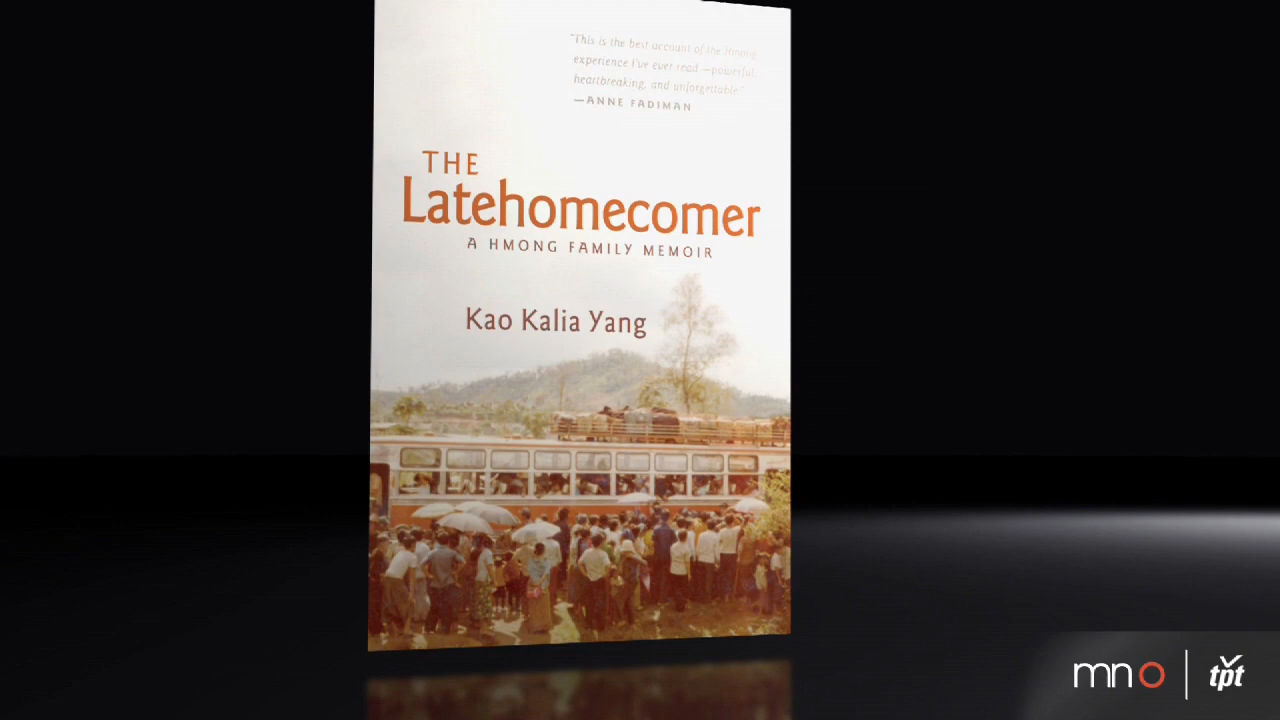 "This is the best account of the Hmong
experience I've ever read—powerful,
heartbreaking, and unforgettable."
—ANNE FADIMAN
THE
Latehomecomer
A HMONG FAMILY MEMOIR
Kao Kalia Yang
mn o
tpt